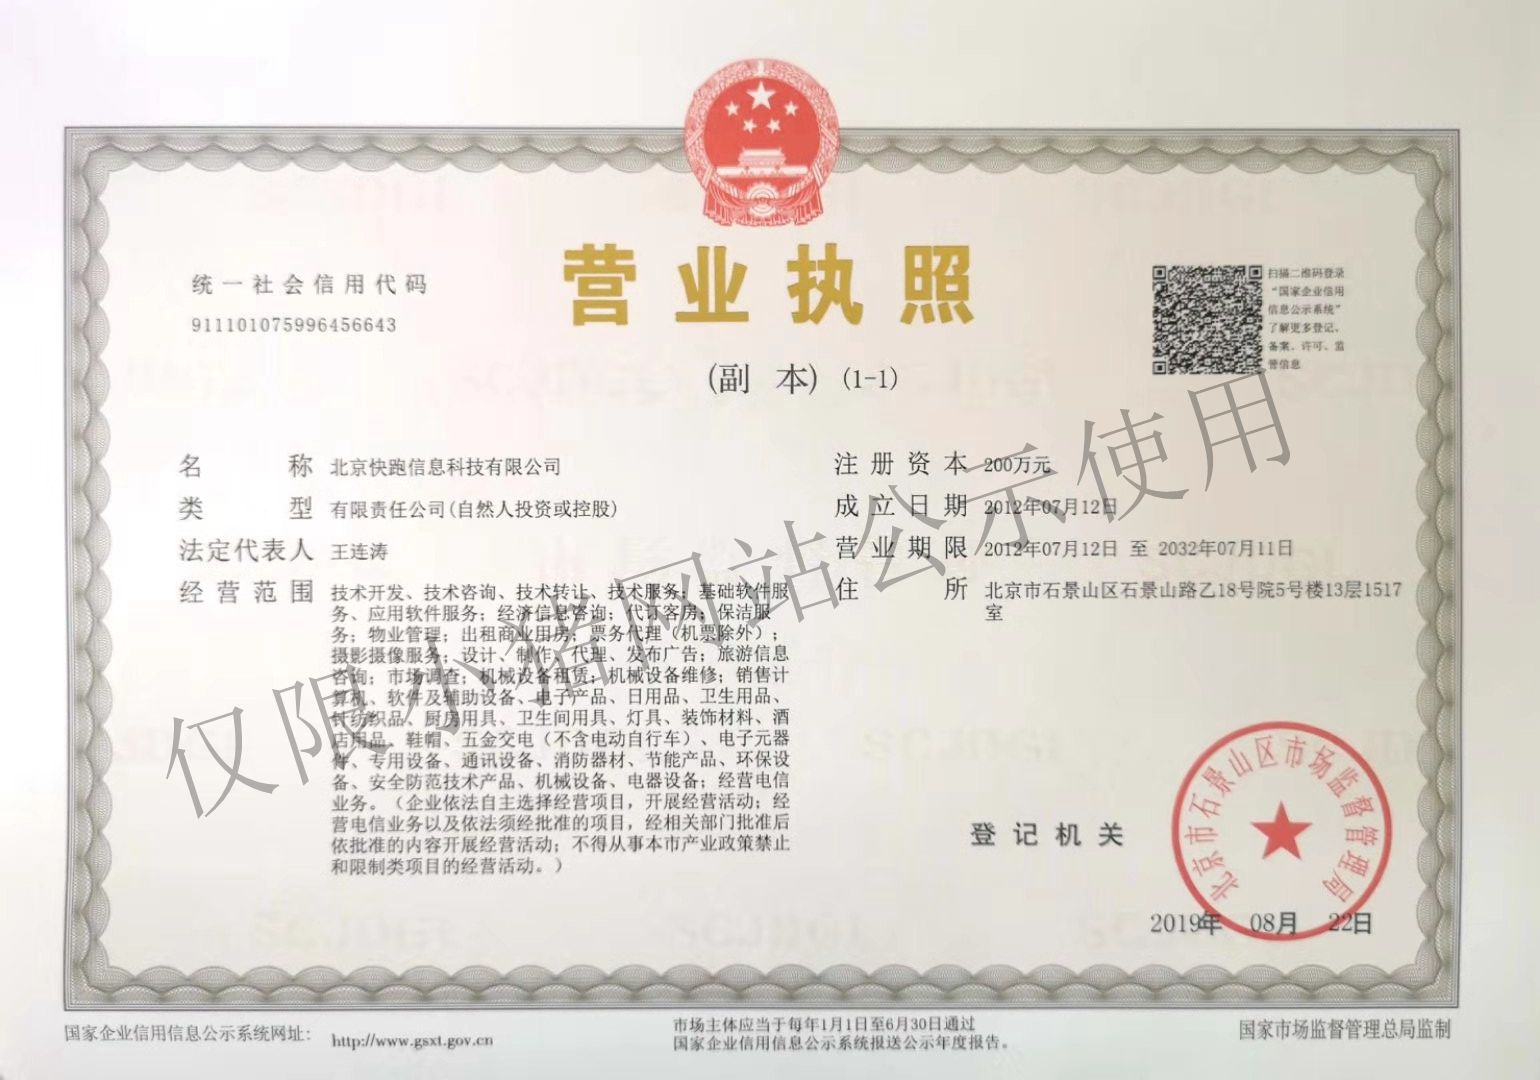 营业执照
(副 本) (1-1)
统一社会信用代码
911101075996456643
扫描二维码登录
“国家企业信用
信息公示系统”
了解更多登记、
备案、许可、监
管信息
名 称 北京快跑信息科技有限公司
类 型 有限责任公司(自然人投资或控股)
法定代表人 王连涛
经营范围 技术开发、技术咨询、技术转让、技术服务；基础软件服
务、应用软件服务；经济信息咨询；代订客房；保洁服
务；物业管理；出租商业用房；票务代理（机票除外）；
摄影摄像服务；设计、制作、代理、发布广告；旅游信息
咨询；市场调查；机械设备租赁；机械设备维修；销售计
算机、软件及辅助设备、电子产品、日用品、卫生用品、
针纺织品、厨房用具、卫生间用具、灯具、装饰材料、酒
店用品、鞋帽、五金交电（不含电动自行车）、电子元器
件、专用设备、通讯设备、消防器材、节能产品、环保设
备、安全防范技术产品、机械设备、电器设备；经营电信
业务。（企业依法自主选择经营项目，开展经营活动；经
营电信业务以及依法须经批准的项目，经相关部门批准后
依批准的内容开展经营活动；不得从事本市产业政策禁止
和限制类项目的经营活动。）
注册资本 200万元
成立日期 2012年07月12日
营业期限 2012年07月12日 至 2032年07月11日
住 所 北京市石景山区石景山路乙18号院5号楼13层1517
室
仅限小猪网站公示使用
登记机关
北京市石景山区市场监督管理局
2019年 08月 22日
国家企业信用信息公示系统网址： http://www.gsxt.gov.cn
市场主体应当于每年1月1日至6月30日通过
国家企业信用信息公示系统报送公示年度报告。
国家市场监督管理总局监制